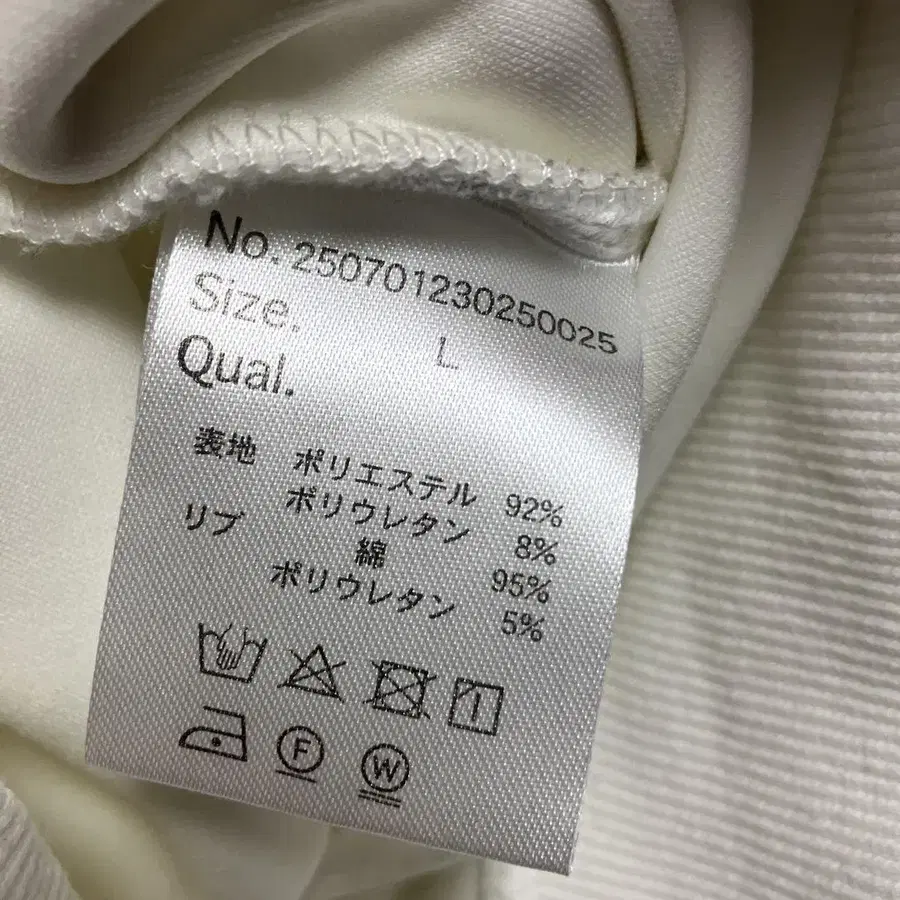 No. 250701230250025
Size. L
Qual.
表地 ポリエステル 92%
ポリウレタン 8%
リブ 綿 95%
ポリウレタン 5%
F W